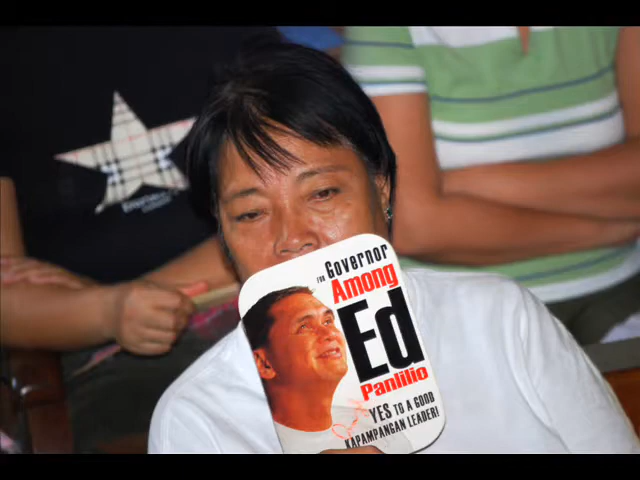 FOR Governor
Among
Ed
Panlilio
YES TO A GOOD
KAPAMPANGAN LEADER!